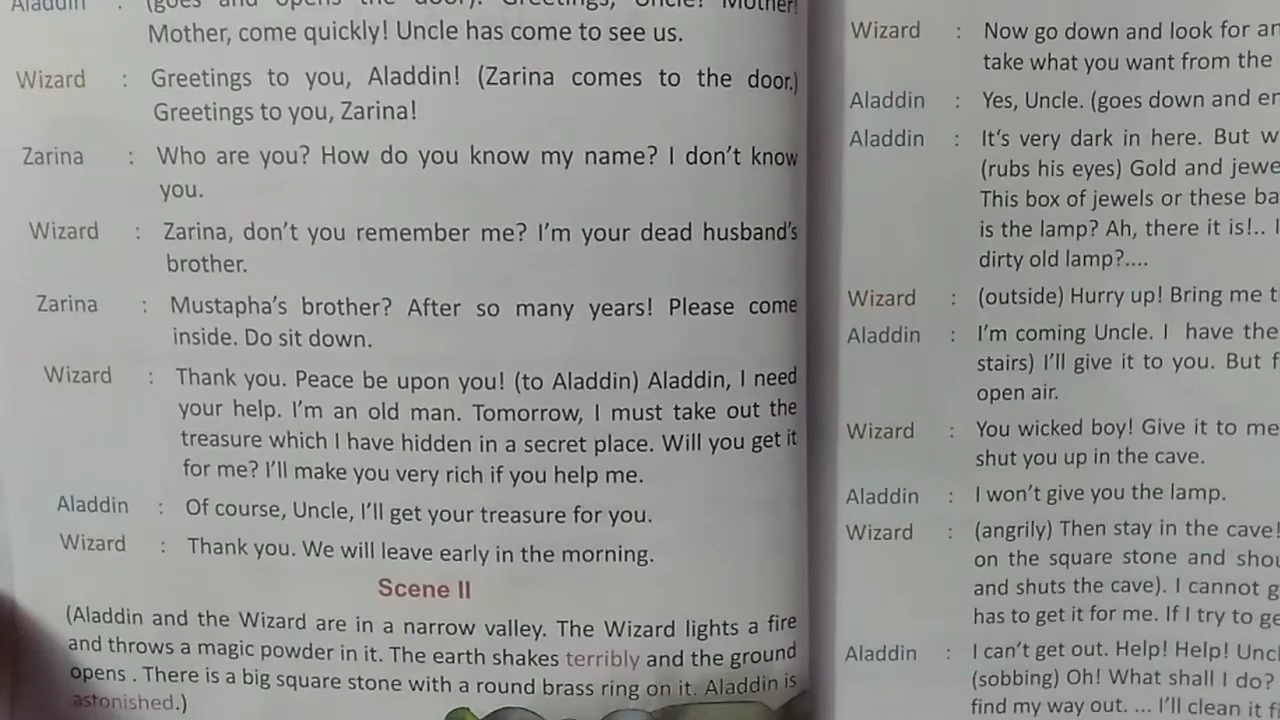 Aladdin : (goes and opens the door). Greetings, Uncle! Mother!
Mother, come quickly! Uncle has come to see us.
Wizard : Greetings to you, Aladdin! (Zarina comes to the door.)
Greetings to you, Zarina!
Zarina : Who are you? How do you know my name? I don't know
you.
Wizard : Zarina, don't you remember me? I'm your dead husband's
brother.
Zarina : Mustapha's brother? After so many years! Please come
inside. Do sit down.
Wizard : Thank you. Peace be upon you! (to Aladdin) Aladdin, I need
your help. I'm an old man. Tomorrow, I must take out the
treasure which I have hidden in a secret place. Will you get it
for me? I'll make you very rich if you help me.
Aladdin : Of course, Uncle, I'll get your treasure for you.
Wizard : Thank you. We will leave early in the morning.
Scene II
(Aladdin and the Wizard are in a narrow valley. The Wizard lights a fire
and throws a magic powder in it. The earth shakes terribly and the ground
opens . There is a big square stone with a round brass ring on it. Aladdin is
astonished.)
Wizard : Now go down and look for
take what you want from the
Aladdin : Yes, Uncle. (goes down and
Aladdin : It's very dark in here. But
(rubs his eyes) Gold and
This box of jewels or these
is the lamp? Ah, there it is!..
dirty old lamp?....
Wizard : (outside) Hurry up! Bring me
Aladdin : I'm coming Uncle. I have the
stairs) I'll give it to you. But
open air.
Wizard : You wicked boy! Give it to me
shut you up in the cave.
Aladdin : I won't give you the lamp.
Wizard : (angrily) Then stay in the cave!
on the square stone and
and shuts the cave). I cannot
has to get it for me. If I try to
Aladdin : I can't get out. Help! Help!
(sobbing) Oh! What shall I do?
find my way out. ... I'll clean it